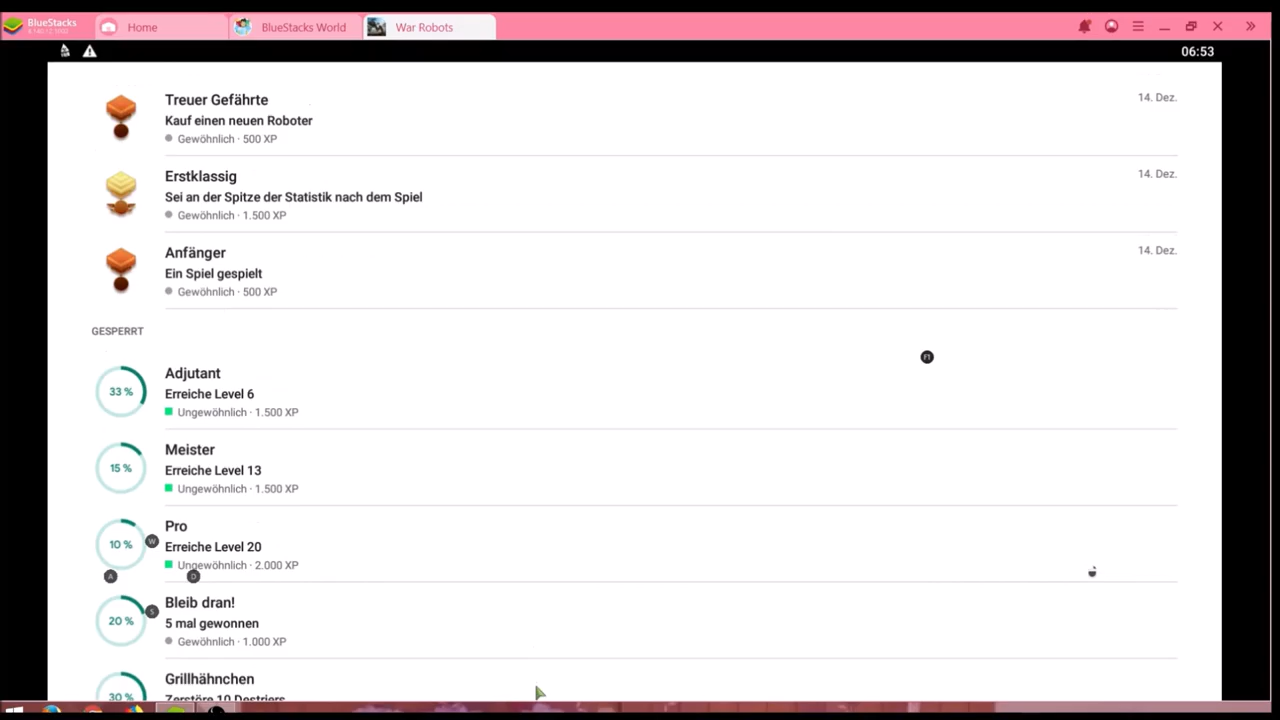 BlueStacks
Home
BlueStacks World
War Robots
06:53
Treuer Gefährte
14. Dez.
Kauf einen neuen Roboter
Gewöhnlich · 500 XP
Erstklassig
14. Dez.
Sei an der Spitze der Statistik nach dem Spiel
Gewöhnlich · 1.500 XP
Anfänger
14. Dez.
Ein Spiel gespielt
Gewöhnlich · 500 XP
GESPERRT
F1
Adjutant
33 %
Erreiche Level 6
Ungewöhnlich · 1.500 XP
Meister
15 %
Erreiche Level 13
Ungewöhnlich · 1.500 XP
Pro
10 %
W
Erreiche Level 20
Ungewöhnlich · 2.000 XP
A
D
Bleib dran!
S
20 %
5 mal gewonnen
Gewöhnlich · 1.000 XP
Grillhähnchen
30 %
Zerstöre 10 Destriers